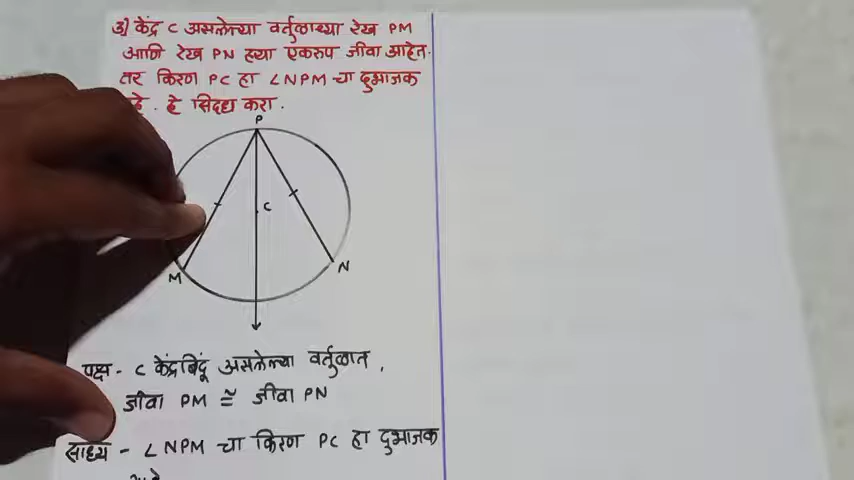 3) केंद्र C असलेल्या वर्तुळाच्या रेख PM
आणि रेख PN ह्या एकरूप जीवा आहेत.
तर किरण PC हा ∠NPM चा दुभाजक
हे सिद्ध करा.
P
C
M
N
पक्ष - C केंद्रबिंदू असलेल्या वर्तुळात,
जीवा PM ≅ जीवा PN
साध्य - ∠NPM चा किरण PC हा दुभाजक